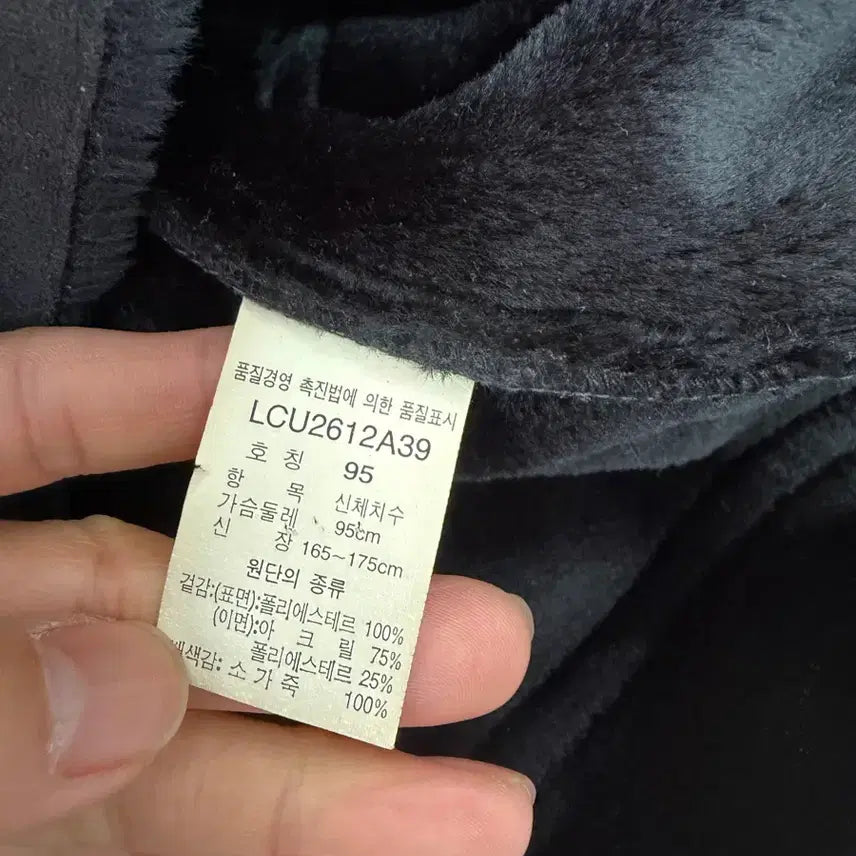 품질경영 촉진법에 의한 품질표시
LCU2612A39
호 칭 95
항 목 신체치수
가슴둘레 95cm
신 장 165~175cm
원단의 종류
겉감:(표면):폴리에스테르 100%
(이면):아 크 릴 75%
폴리에스테르 25%
배색감: 소 가 죽 100%